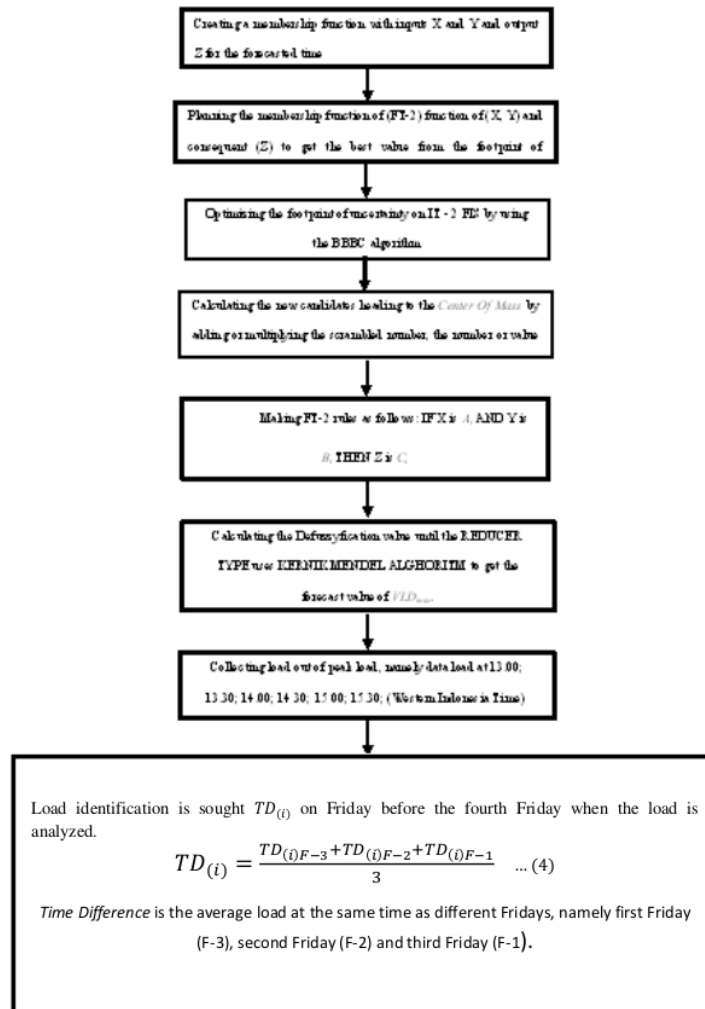 Creating a membership function with inputs X and Y and output
Z for the forecasted time
Planning the membership function of (FT-2) function of (X, Y) and
consequent (Z) to get the best value from the footprint of
Optimizing the footprint of uncertainty on IT - 2 FIS by using
the BBBC algorithm
Calculating the new candidates heading to the Center Of Mass by
adding or multiplying the scrambled number, the number or value
Making FT-2 rules as follows: IF X is A, AND Y is
B, THEN Z is C,
Calculating the Defuzzyfication value until the REDUCER
TYPE uses KERNIK MENDEL ALGHORITM to get the
forecast value of
Collecting load out of peak load, namely data load at 13.00;
13.30; 14.00; 14.30; 15.00; 15.30; (Western Indonesia Time)
Load identification is sought TD(i) on Friday before the fourth Friday when the load is
analyzed.
TD(i) = TD(i)F−3+TD(i)F−2+TD(i)F−1 / 3 ... (4)
Time Difference is the average load at the same time as different Fridays, namely first Friday
(F-3), second Friday (F-2) and third Friday (F-1).